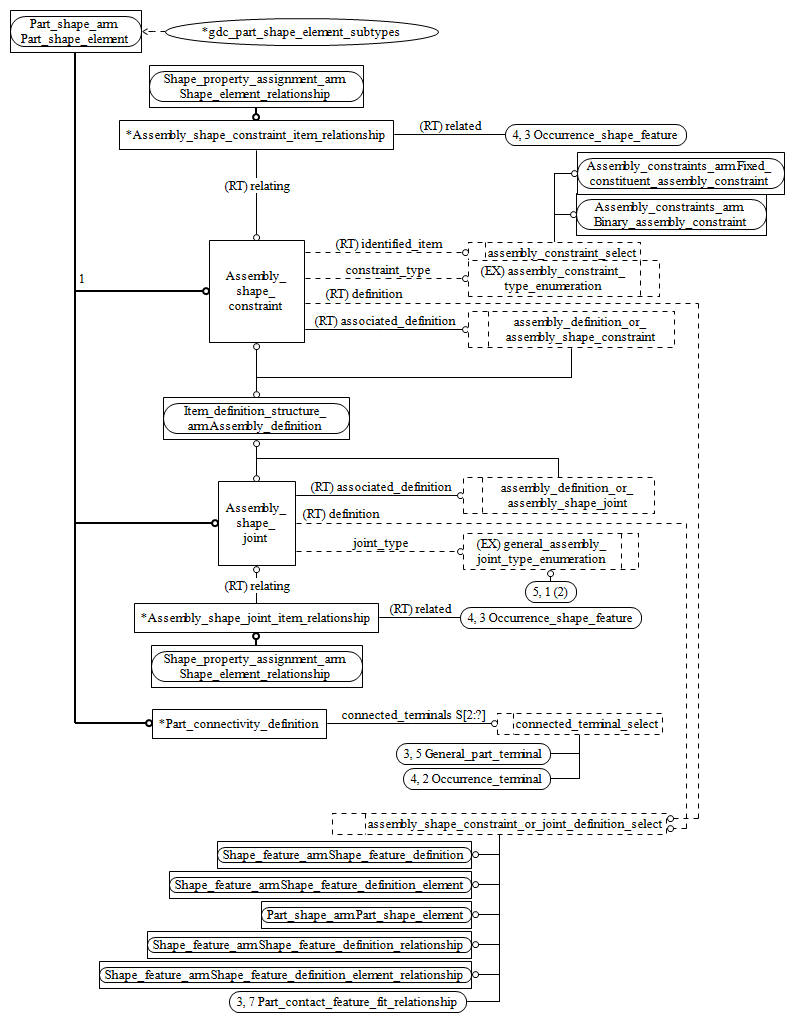 Part_shape_arm
Part_shape_element
*gdc_part_shape_element_subtypes
Shape_property_assignment_arm
Shape_element_relationship
*Assembly_shape_constraint_item_relationship
(RT) related
4, 3 Occurrence_shape_feature
(RT) relating
Assembly_constraints_arm.Fixed_
constituent_assembly_constraint
Assembly_constraints_arm
Binary_assembly_constraint
1
Assembly_
shape_
constraint
(RT) identified_item
assembly_constraint_select
constraint_type
(EX) assembly_constraint_
type_enumeration
(RT) definition
(RT) associated_definition
assembly_definition_or_
assembly_shape_constraint
Item_definition_structure_
arm.Assembly_definition
Assembly_
shape_
joint
(RT) associated_definition
assembly_definition_or_
assembly_shape_joint
(RT) definition
joint_type
(EX) general_assembly_
joint_type_enumeration
5, 1 (2)
(RT) relating
*Assembly_shape_joint_item_relationship
(RT) related
4, 3 Occurrence_shape_feature
Shape_property_assignment_arm
Shape_element_relationship
*Part_connectivity_definition
connected_terminals S[2:?]
connected_terminal_select
3, 5 General_part_terminal
4, 2 Occurrence_terminal
assembly_shape_constraint_or_joint_definition_select
Shape_feature_arm.Shape_feature_definition
Shape_feature_arm.Shape_feature_definition_element
Part_shape_arm.Part_shape_element
Shape_feature_arm.Shape_feature_definition_relationship
Shape_feature_arm.Shape_feature_definition_element_relationship
3, 7 Part_contact_feature_fit_relationship